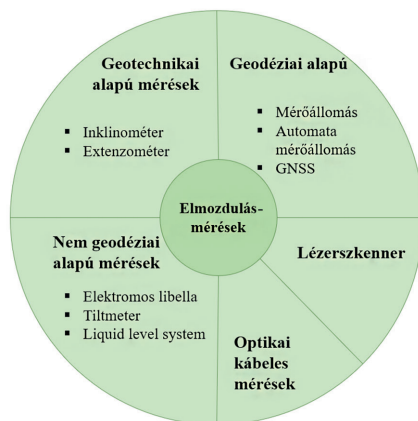 Geotechnikai
alapú mérések
▪ Inklinométer
▪ Extenzométer
Geodéziai alapú
▪ Mérőállomás
▪ Automata
mérőállomás
▪ GNSS
Elmozdulás-
mérések
Nem geodéziai
alapú mérések
▪ Elektromos libella
▪ Tiltmeter
▪ Liquid level system
Lézerszkenner
Optikai
kábeles
mérések